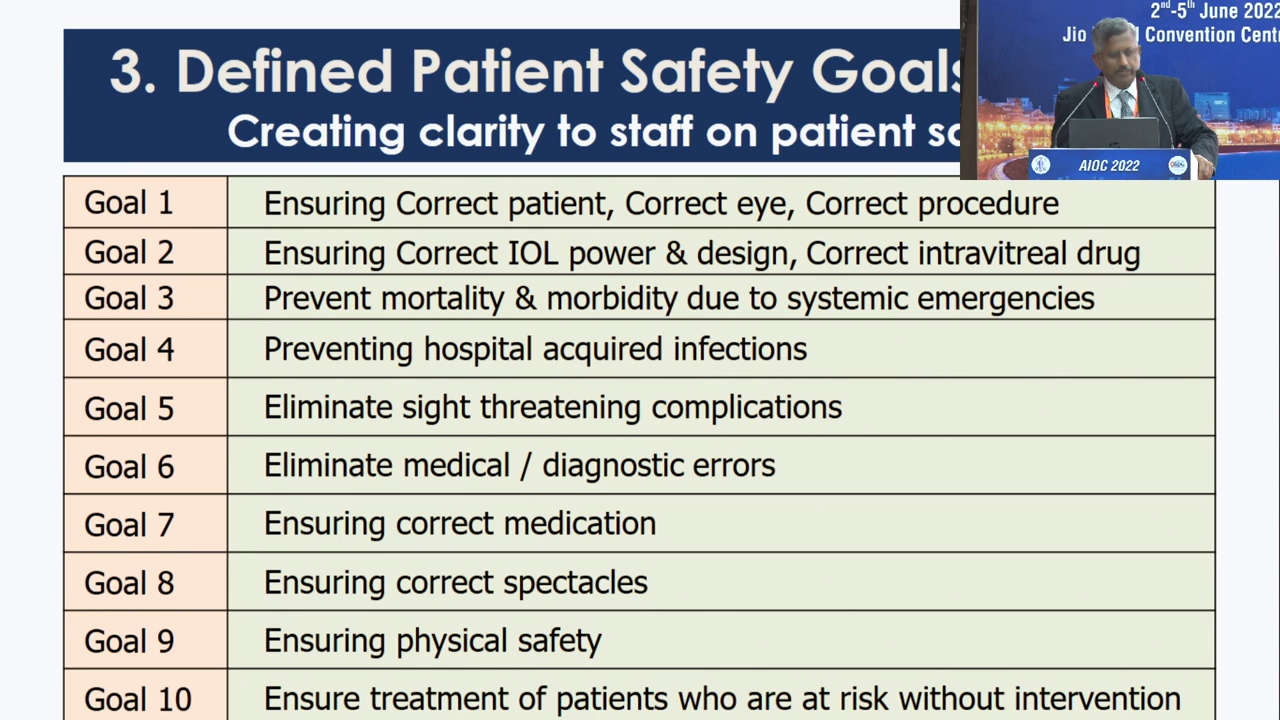 3. Defined Patient Safety Goals
Creating clarity to staff on patient
2nd-5th June 2022
Jio Convention
AIOC 2022
Goal 1 Ensuring Correct patient, Correct eye, Correct procedure
Goal 2 Ensuring Correct IOL power & design, Correct intravitreal drug
Goal 3 Prevent mortality & morbidity due to systemic emergencies
Goal 4 Preventing hospital acquired infections
Goal 5 Eliminate sight threatening complications
Goal 6 Eliminate medical / diagnostic errors
Goal 7 Ensuring correct medication
Goal 8 Ensuring correct spectacles
Goal 9 Ensuring physical safety
Goal 10 Ensure treatment of patients who are at risk without intervention